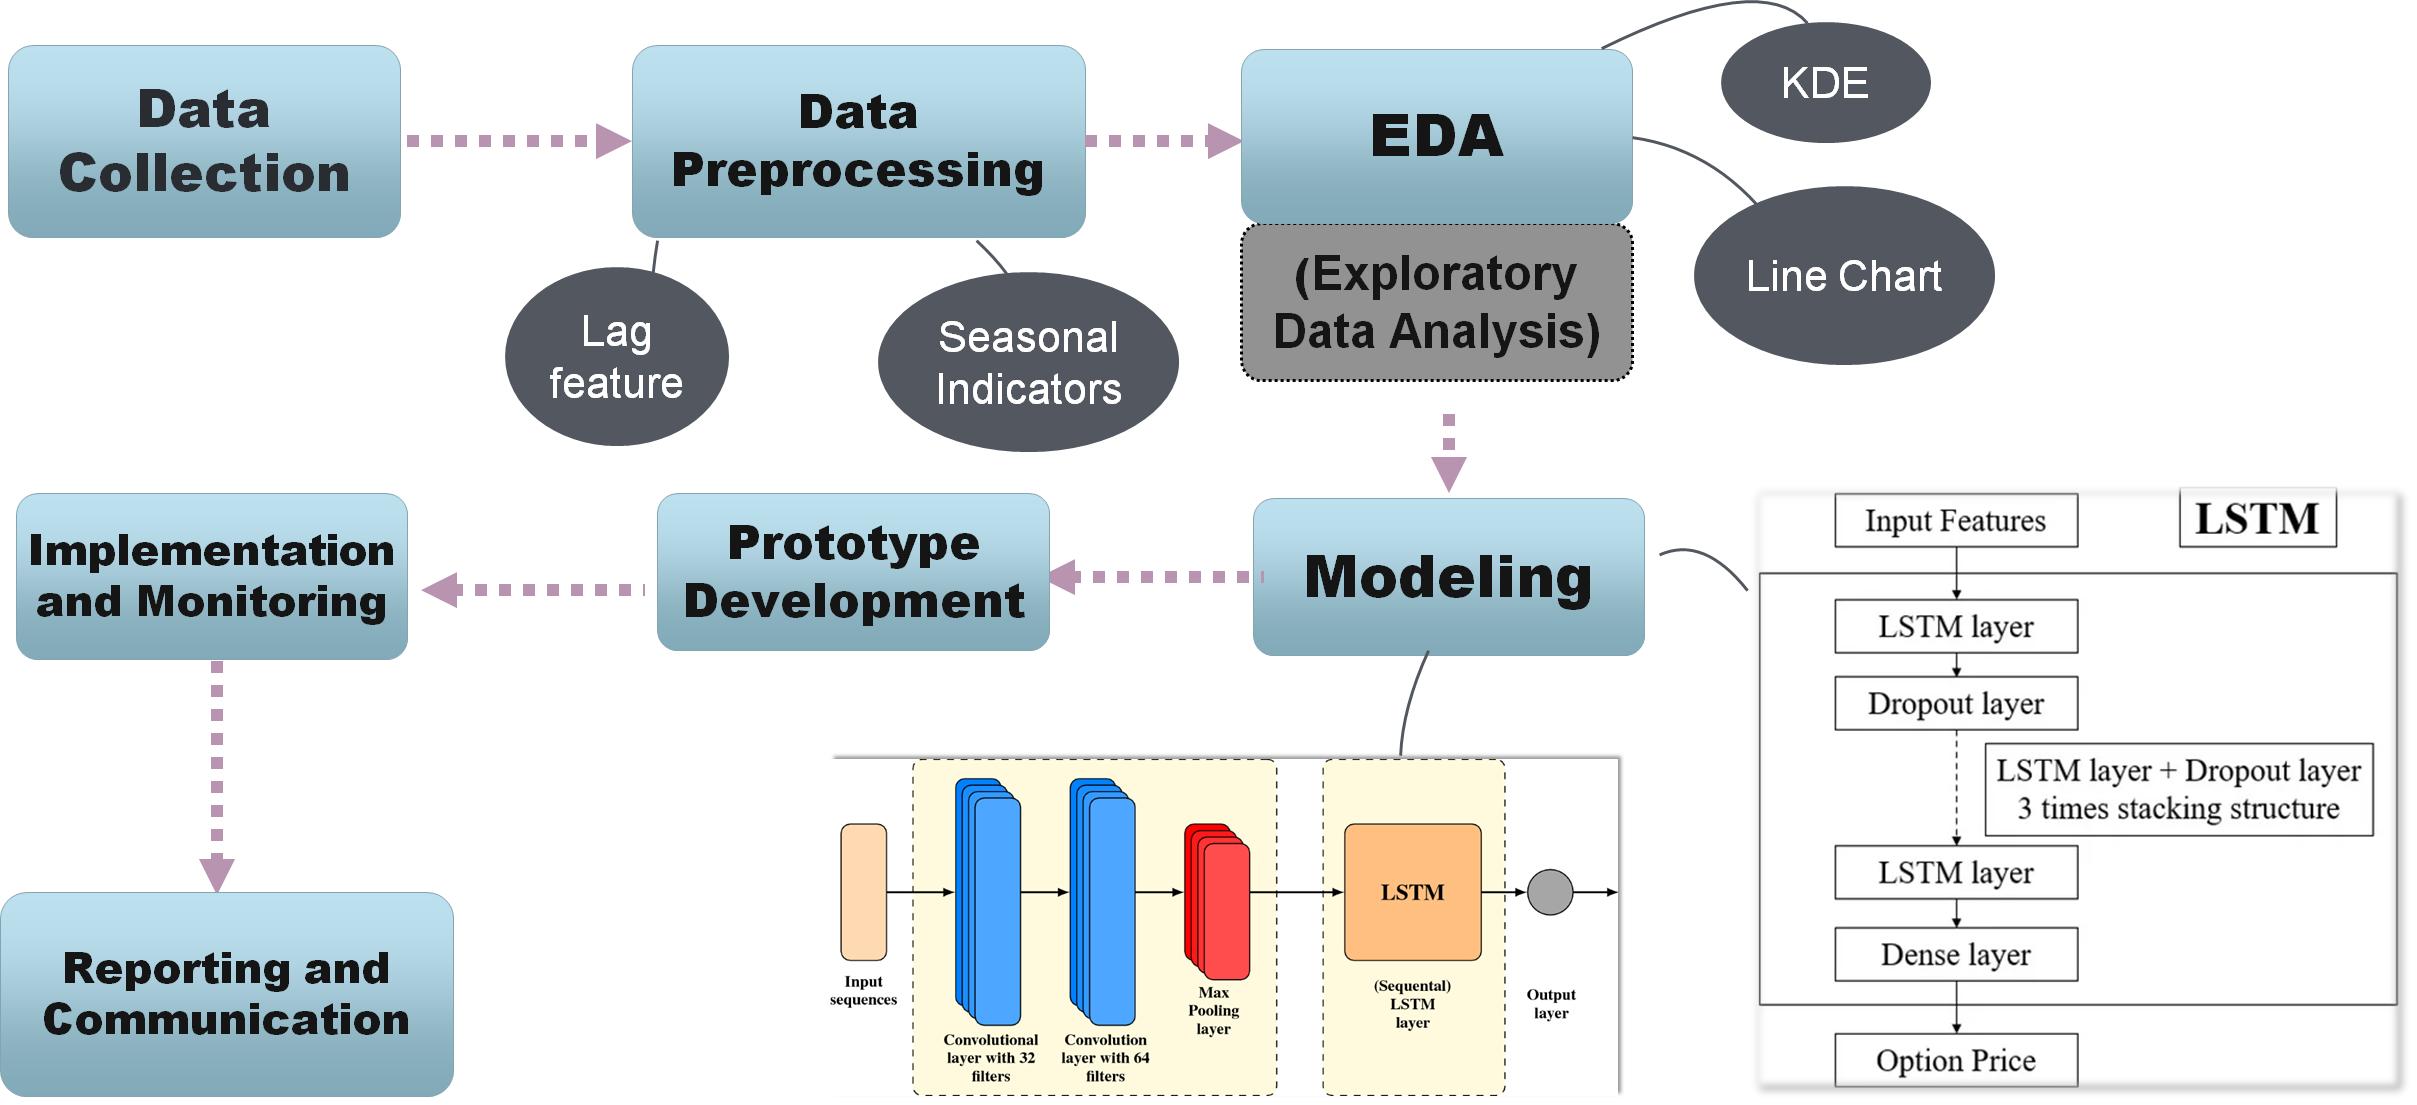 Data
Collection
Data
Preprocessing
EDA
(Exploratory
Data Analysis)
KDE
Line Chart
Lag
feature
Seasonal
Indicators
Implementation
and Monitoring
Prototype
Development
Modeling
Input Features
LSTM
LSTM layer
Dropout layer
LSTM layer + Dropout layer
3 times stacking structure
LSTM layer
Dense layer
Option Price
Reporting and
Communication
Input
sequences
Convolutional
layer with 32
filters
Convolution
layer with 64
filters
Max
Pooling
layer
LSTM
(Sequental)
LSTM
layer
Output
layer